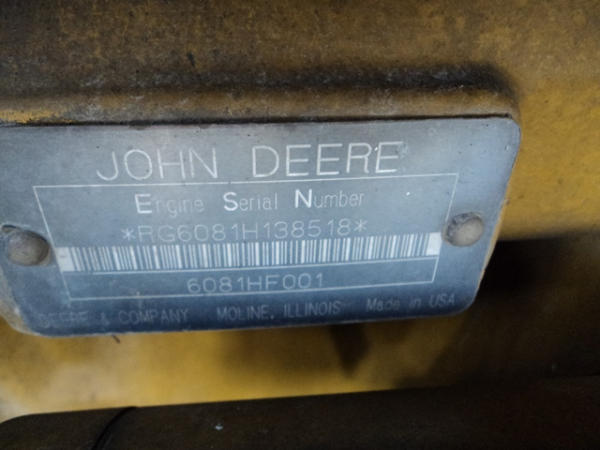 JOHN DEERE
Engine Serial Number
*RG6081H138518*
6081HF001
DEERE & COMPANY MOLINE, ILLINOIS Made in USA